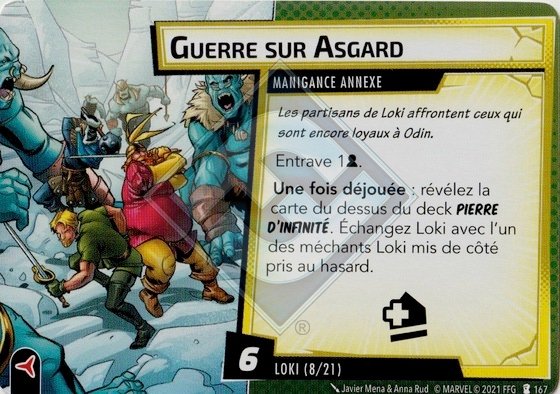 Guerre sur Asgard
MANIGANCE ANNEXE
Les partisans de Loki affrontent ceux qui
sont encore loyaux à Odin.
Entrave 1.
Une fois déjouée : révélez la
carte du dessus du deck PIERRE
D'INFINITÉ. Échangez Loki avec l'un
des méchants Loki mis de côté
pris au hasard.
®
6
LOKI (8/21)
Javier Mena & Anna Rud © MARVEL © 2021 FFG 167